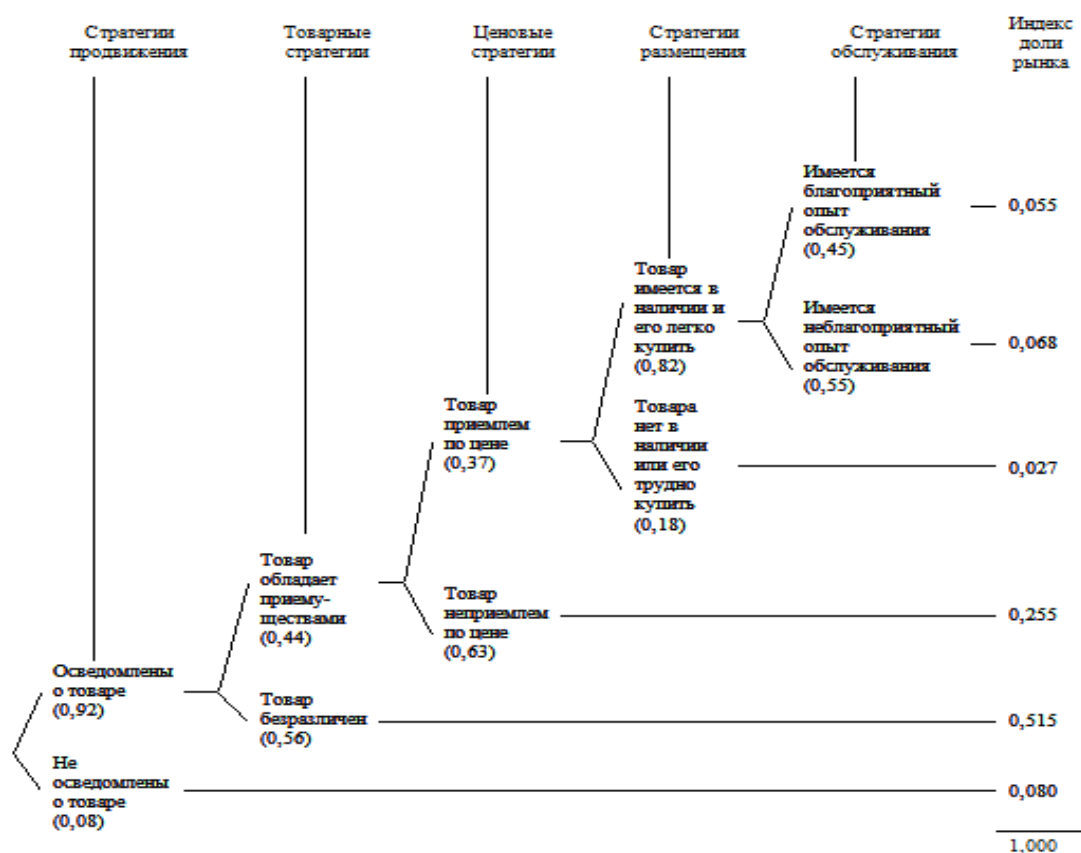 Стратегии
продвижения
Товарные
стратегии
Ценовые
стратегии
Стратегии
размещения
Стратегии
обслуживания
Индекс
доли
рынка
Имеется
благоприятный
опыт
обслуживания
(0,45)
0,055
Товар
имеется в
наличии и
его легко
купить
(0,82)
Имеется
неблагоприятный
опыт
обслуживания
(0,55)
0,068
Товар
приемлем
по цене
(0,37)
Товара
нет в
наличии
или его
трудно
купить
(0,18)
0,027
Товар
обладает
приему-
ществами
(0,44)
Товар
неприемлем
по цене
(0,63)
0,255
Осведомлены
о товаре
(0,92)
Товар
безразличен
(0,56)
0,515
Не
осведомлены
о товаре
(0,08)
0,080
1,000